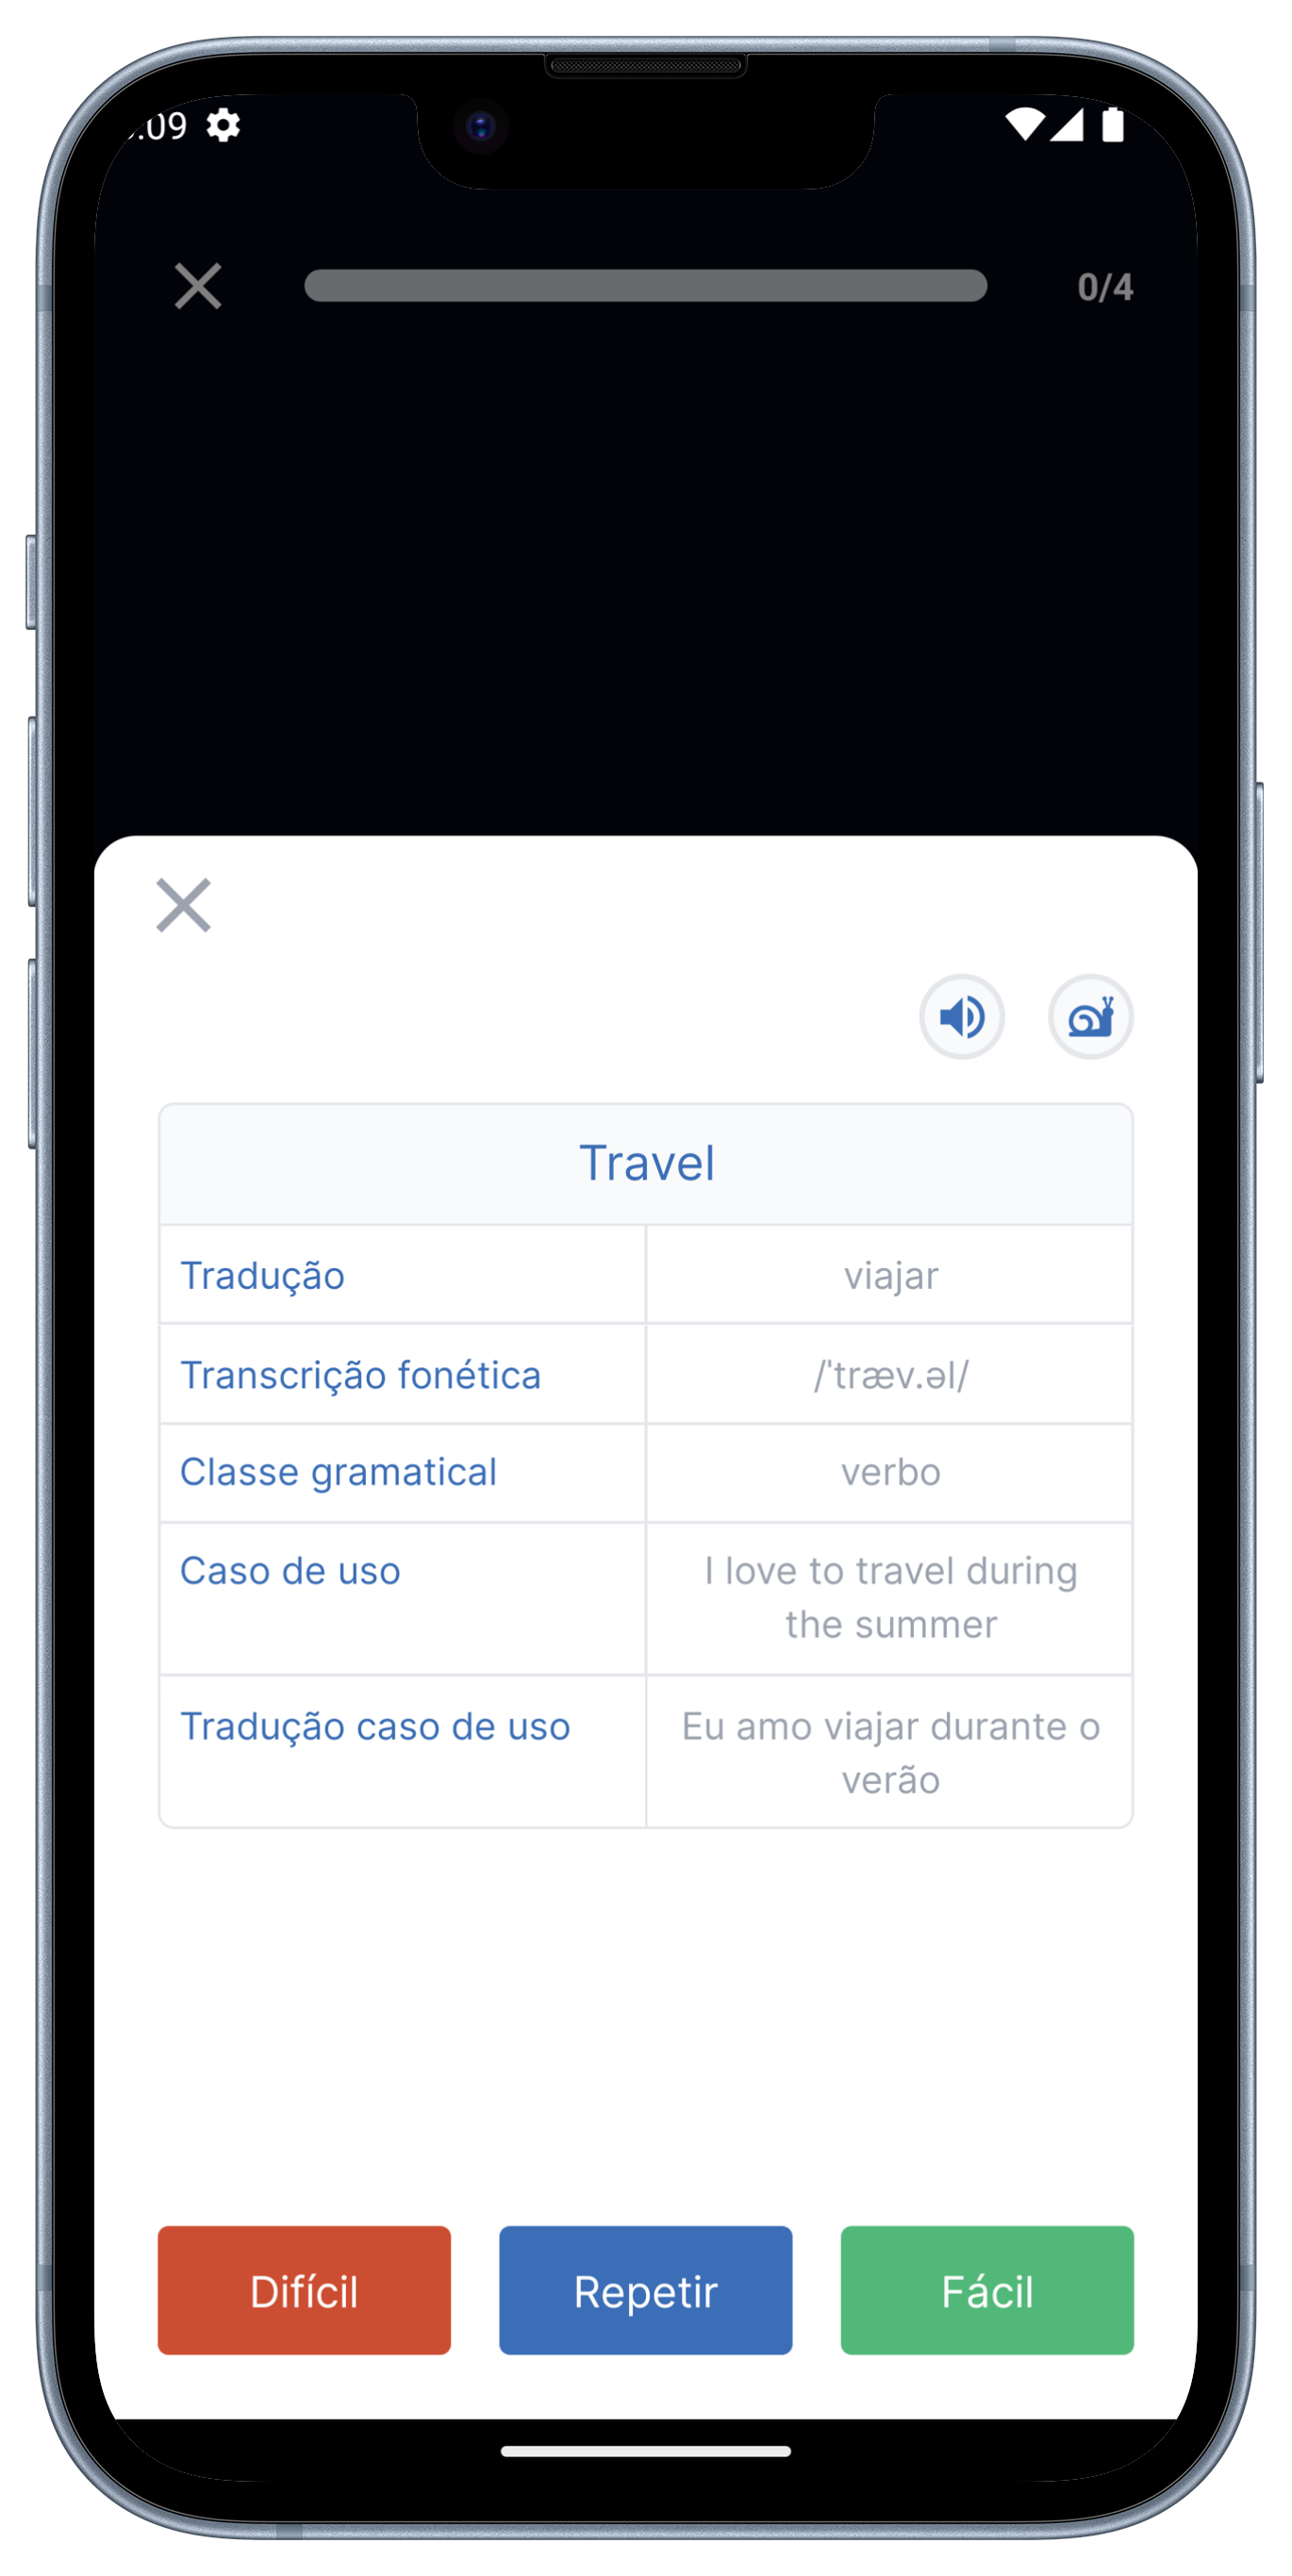 :09
0/4
Travel
Tradução
viajar
Transcrição fonética
/'træv.əl/
Classe gramatical
verbo
Caso de uso
I love to travel during
the summer
Tradução caso de uso
Eu amo viajar durante o
verão
Difícil
Repetir
Fácil